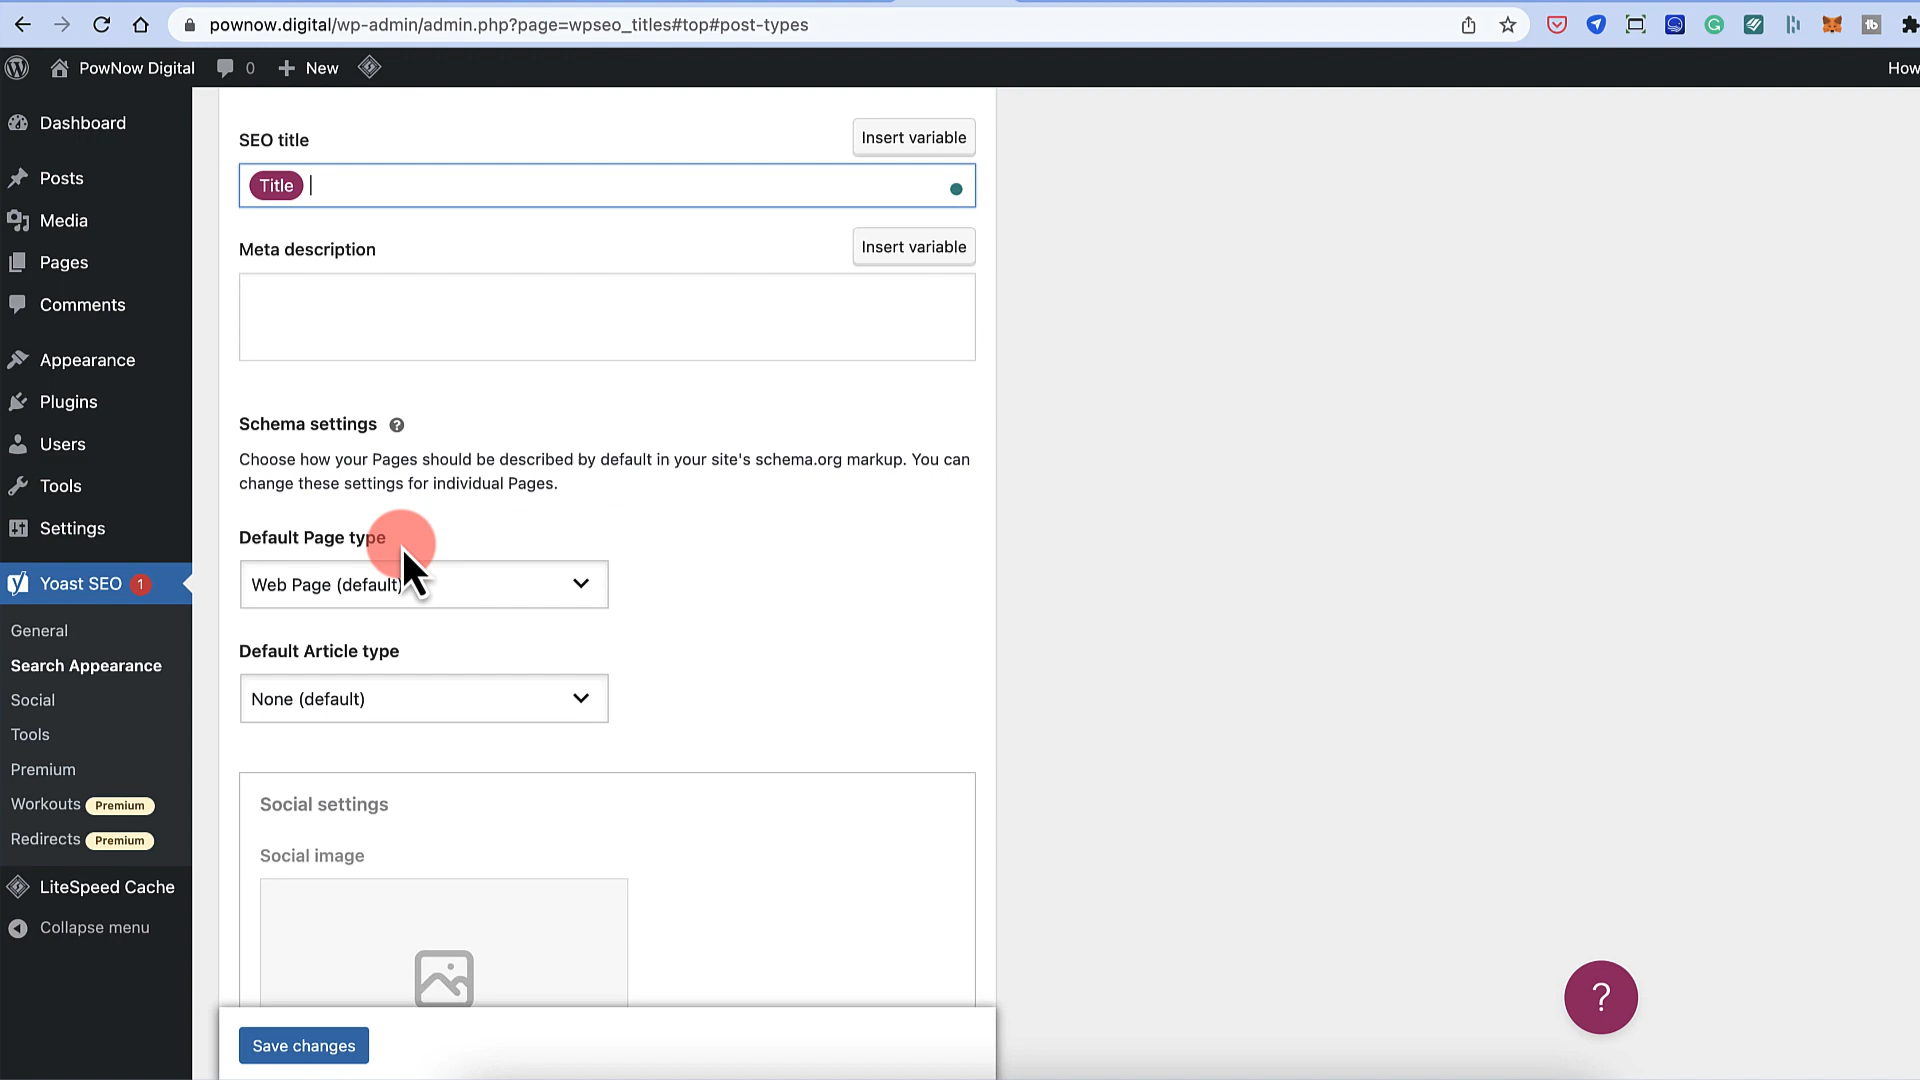 pownow.digital/wp-admin/admin.php?page=wpseo_titles#top#post-types
PowNow Digital 0 New How
Dashboard
Posts
Media
Pages
Comments
Appearance
Plugins
Users
Tools
Settings
Yoast SEO 1
General
Search Appearance
Social
Tools
Premium
Workouts Premium
Redirects Premium
LiteSpeed Cache
Collapse menu
SEO title Insert variable
Title
Meta description Insert variable
Schema settings ?
Choose how your Pages should be described by default in your site's schema.org markup. You can
change these settings for individual Pages.
Default Page type
Web Page (default)
Default Article type
None (default)
Social settings
Social image
Save changes
?